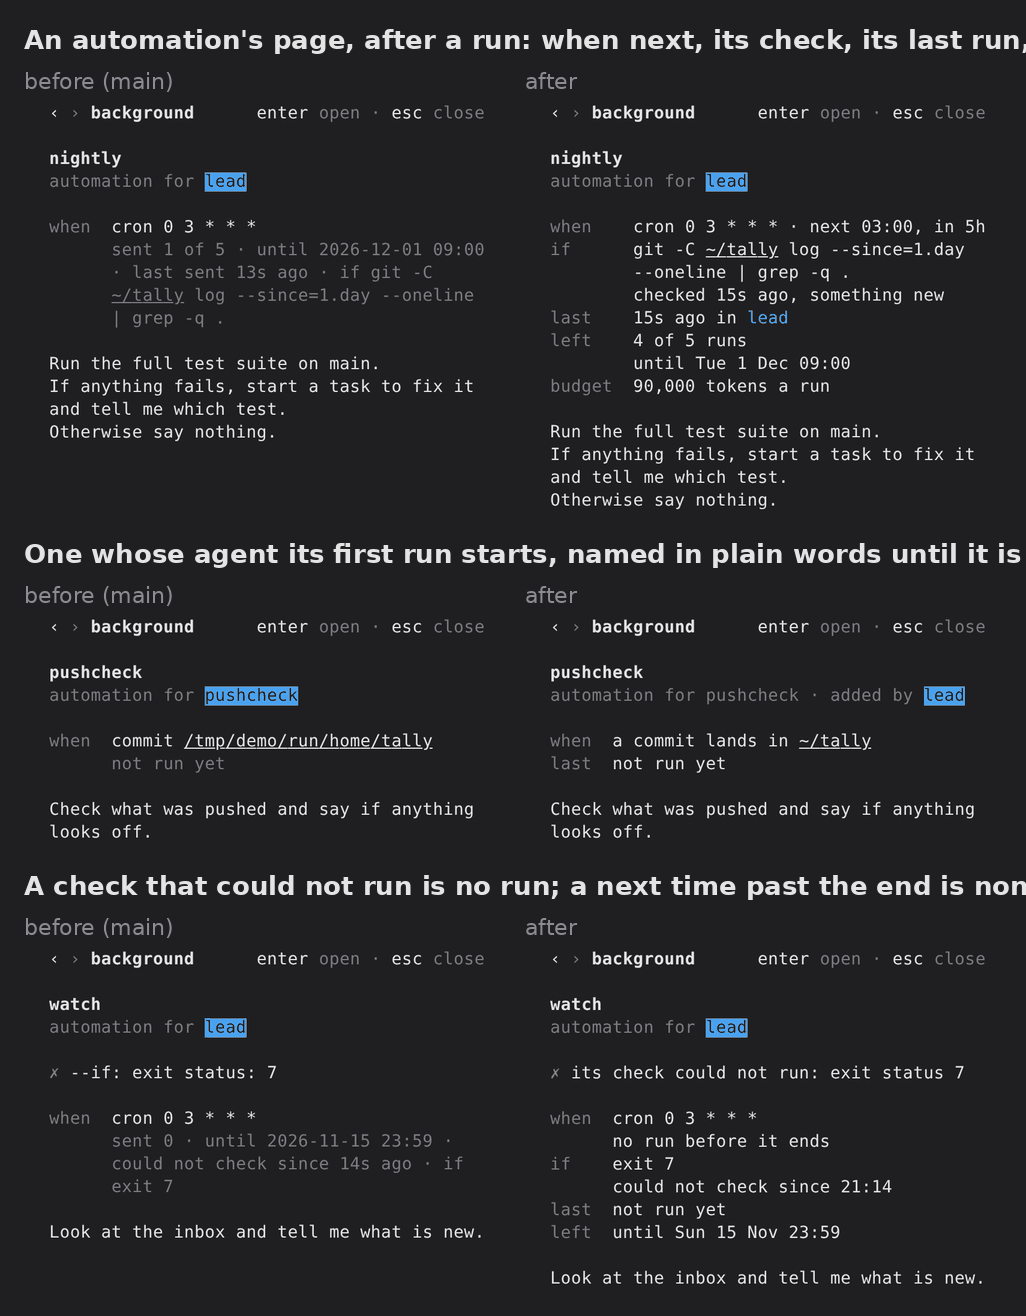 An automation's page, after a run: when next, its check, its last run,
before (main)
‹ › background enter open · esc close
nightly
automation for lead
when cron 0 3 * * *
sent 1 of 5 · until 2026-12-01 09:00
· last sent 13s ago · if git -C
~/tally log --since=1.day --oneline
| grep -q .
Run the full test suite on main.
If anything fails, start a task to fix it
and tell me which test.
Otherwise say nothing.
after
‹ › background enter open · esc close
nightly
automation for lead
when cron 0 3 * * * · next 03:00, in 5h
if git -C ~/tally log --since=1.day
--oneline | grep -q .
checked 15s ago, something new
last 15s ago in lead
left 4 of 5 runs
until Tue 1 Dec 09:00
budget 90,000 tokens a run
Run the full test suite on main.
If anything fails, start a task to fix it
and tell me which test.
Otherwise say nothing.
One whose agent its first run starts, named in plain words until it is
before (main)
‹ › background enter open · esc close
pushcheck
automation for pushcheck
when commit /tmp/demo/run/home/tally
not run yet
Check what was pushed and say if anything
looks off.
after
‹ › background enter open · esc close
pushcheck
automation for pushcheck · added by lead
when a commit lands in ~/tally
last not run yet
Check what was pushed and say if anything
looks off.
A check that could not run is no run; a next time past the end is non
before (main)
‹ › background enter open · esc close
watch
automation for lead
✗ --if: exit status: 7
when cron 0 3 * * *
sent 0 · until 2026-11-15 23:59 ·
could not check since 14s ago · if
exit 7
Look at the inbox and tell me what is new.
after
‹ › background enter open · esc close
watch
automation for lead
✗ its check could not run: exit status 7
when cron 0 3 * * *
no run before it ends
if exit 7
could not check since 21:14
last not run yet
left until Sun 15 Nov 23:59
Look at the inbox and tell me what is new.